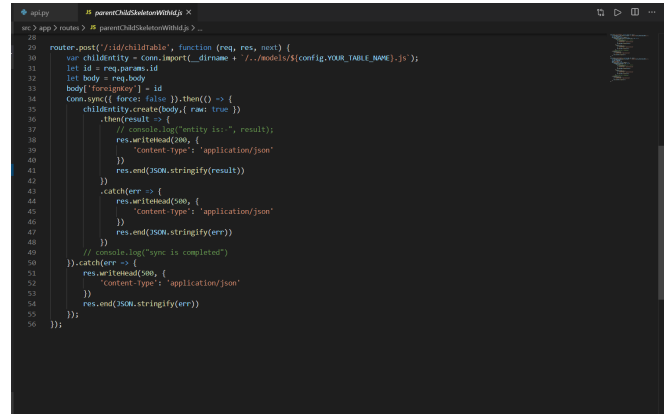 api.py JS parentChildSkeletonWithId.js ×
src > app > routes > JS parentChildSkeletonWithId.js > ...
28
29 router.post('/:id/childTable', function (req, res, next) {
30 var childEntity = Conn.import(__dirname + `/../models/${config.YOUR_TABLE_NAME}.js`);
31 let id = req.params.id
32 let body = req.body
33 body['foreignKey'] = id
34 Conn.sync({ force: false }).then(() => {
35 childEntity.create(body,{ raw: true })
36 .then(result => {
37 // console.log("entity is:-", result);
38 res.writeHead(200, {
39 'Content-Type': 'application/json'
40 })
41 res.end(JSON.stringify(result))
42 })
43 .catch(err => {
44 res.writeHead(500, {
45 'Content-Type': 'application/json'
46 })
47 res.end(JSON.stringify(err))
48 })
49 // console.log("sync is completed")
50 }).catch(err => {
51 res.writeHead(500, {
52 'Content-Type': 'application/json'
53 })
54 res.end(JSON.stringify(err))
55 });
56 });